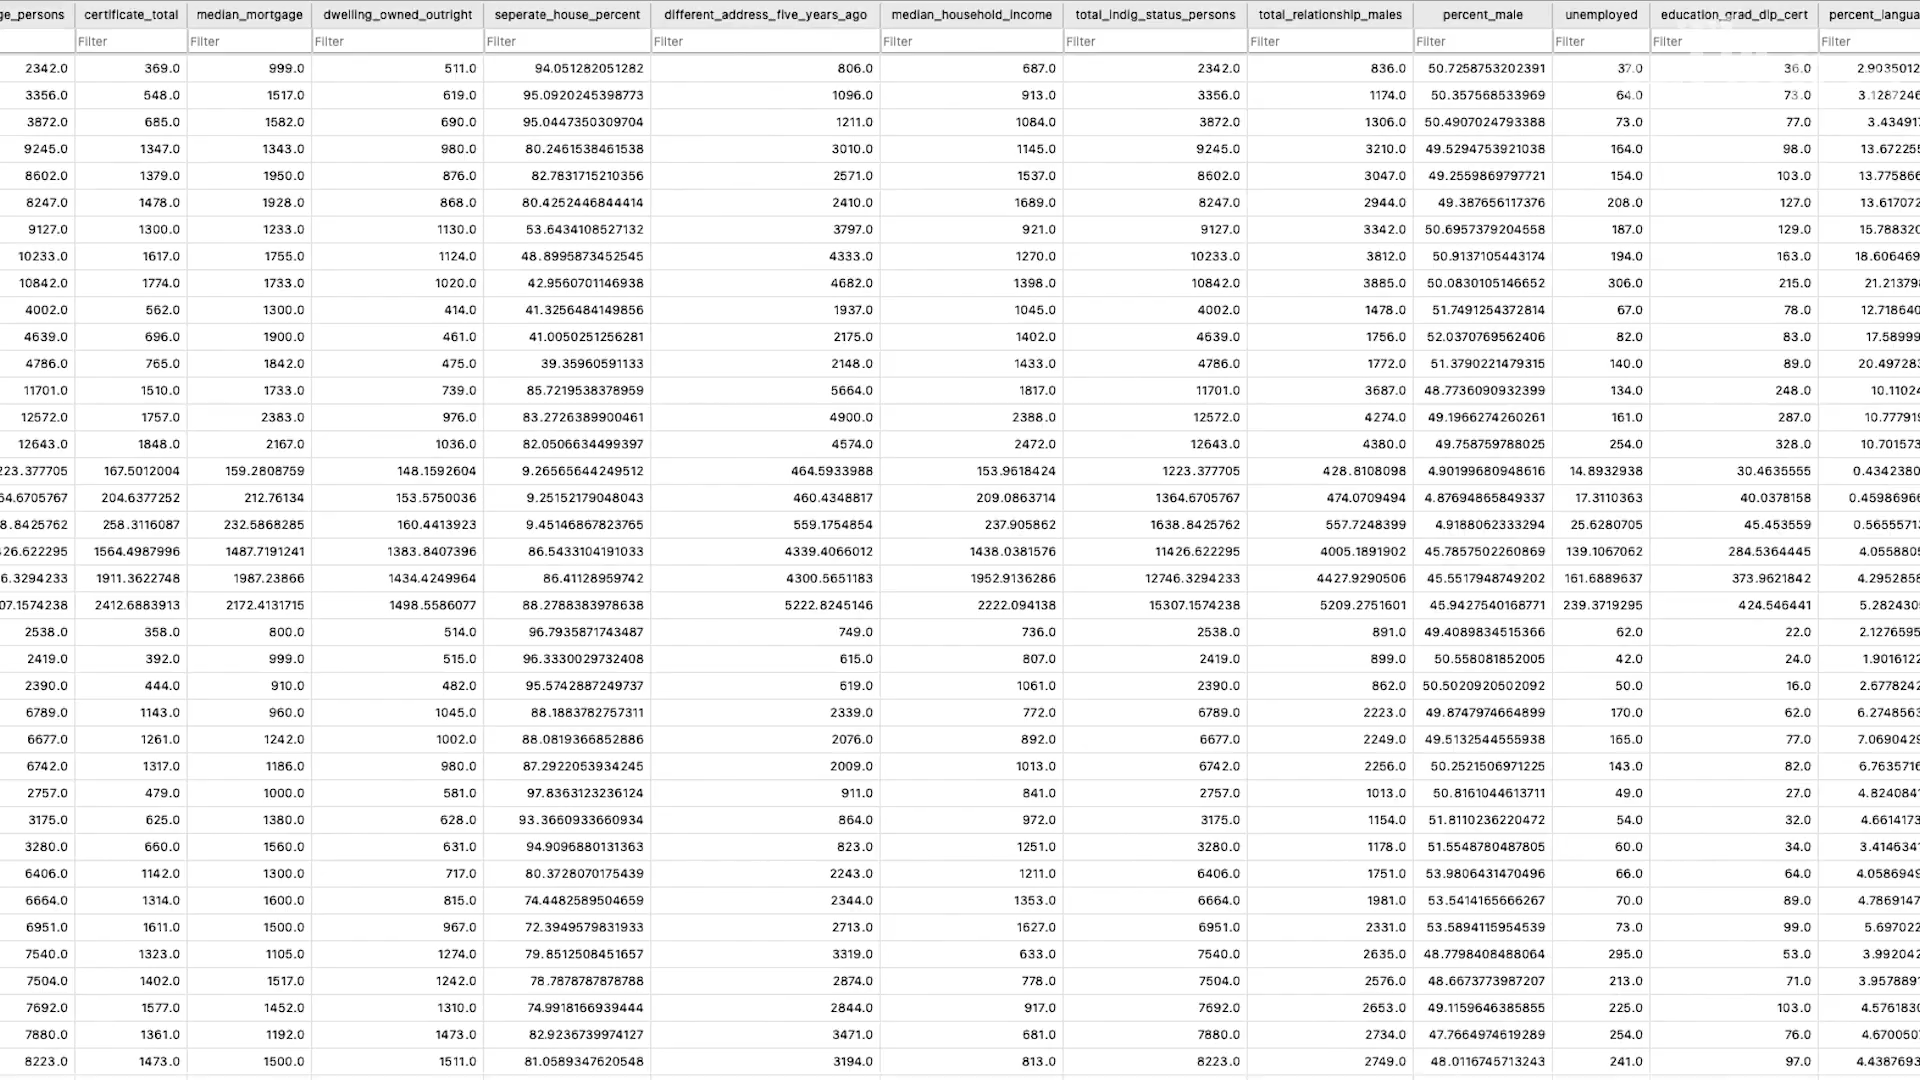 ge_persons certificate_total median_mortgage dwelling_owned_outright seperate_house_percent different_address_five_years_ago median_household_income total_indig_status_persons total_relationship_males percent_male unemployed education_grad_dip_cert percent_langua
Filter Filter Filter Filter Filter Filter Filter Filter Filter Filter Filter Filter
2342.0 369.0 999.0 511.0 94.051282051282 806.0 687.0 2342.0 836.0 50.7258753202391 37.0 36.0 2.9035012
3356.0 548.0 1517.0 619.0 95.0920245398773 1096.0 913.0 3356.0 1174.0 50.357568533969 64.0 73.0 3.1287246
3872.0 685.0 1582.0 690.0 95.0447350309704 1211.0 1084.0 3872.0 1306.0 50.4907024793388 73.0 77.0 3.43491
9245.0 1347.0 1343.0 980.0 80.2461538461538 3010.0 1145.0 9245.0 3210.0 49.5294753921038 164.0 98.0 13.672255
8602.0 1379.0 1950.0 876.0 82.7831715210356 2571.0 1537.0 8602.0 3047.0 49.2559869797721 154.0 103.0 13.775866
8247.0 1478.0 1928.0 868.0 80.4252446844414 2410.0 1689.0 8247.0 2944.0 49.387656117376 208.0 127.0 13.617072
9127.0 1300.0 1233.0 1130.0 53.6434108527132 3797.0 921.0 9127.0 3342.0 50.6957379204558 187.0 129.0 15.788320
10233.0 1617.0 1755.0 1124.0 48.8995873452545 4333.0 1270.0 10233.0 3812.0 50.9137105443174 194.0 163.0 18.606469
10842.0 1774.0 1733.0 1020.0 42.9560701146938 4682.0 1398.0 10842.0 3885.0 50.0830105146652 306.0 215.0 21.213798
4002.0 562.0 1300.0 414.0 41.3256484149856 1937.0 1045.0 4002.0 1478.0 51.7491254372814 67.0 78.0 12.718640
4639.0 696.0 1900.0 461.0 41.0050251256281 2175.0 1402.0 4639.0 1756.0 52.0370769562406 82.0 83.0 17.58999
4786.0 765.0 1842.0 475.0 39.35960591133 2148.0 1433.0 4786.0 1772.0 51.3790221479315 140.0 89.0 20.497283
11701.0 1510.0 1733.0 739.0 85.7219538378959 5664.0 1817.0 11701.0 3687.0 48.7736090932399 134.0 248.0 10.11024
12572.0 1757.0 2383.0 976.0 83.2726389900461 4900.0 2388.0 12572.0 4274.0 49.1966274260261 161.0 287.0 10.777919
12643.0 1848.0 2167.0 1036.0 82.0506634499397 4574.0 2472.0 12643.0 4380.0 49.758759788025 254.0 328.0 10.701573
223.377705 167.5012004 159.2808759 148.1592604 9.26565644249512 464.5933988 153.9618424 1223.377705 428.8108098 4.90199680948616 14.8932938 30.4635555 0.4342380
64.6705767 204.6377252 212.76134 153.5750036 9.25152179048043 460.4348817 209.0863714 1364.6705767 474.0709494 4.87694865849337 17.3110363 40.0378158 0.4598696
8.8425762 258.3116087 232.5868285 160.4413923 9.45146867823765 559.1754854 237.905862 1638.8425762 557.7248399 4.9188062333294 25.6280705 45.453559 0.5655571
426.622295 1564.4987996 1487.7191241 1383.8407396 86.5433104191033 4339.4066012 1438.0381576 11426.622295 4005.1891902 45.7857502260869 139.1067062 284.5364445 4.0558805
6.3294233 1911.3622748 1987.23866 1434.4249964 86.41128959742 4300.5651183 1952.9136286 12746.3294233 4427.9290506 45.5517948749202 161.6889637 373.9621842 4.2952858
07.1574238 2412.6883913 2172.4131715 1498.5586077 88.2788383978638 5222.8245146 2222.094138 15307.1574238 5209.2751601 45.9427540168771 239.3719295 424.546441 5.2824305
2538.0 358.0 800.0 514.0 96.7935871743487 749.0 736.0 2538.0 891.0 49.4089834515366 62.0 22.0 2.1276595
2419.0 392.0 999.0 515.0 96.3330029732408 615.0 807.0 2419.0 899.0 50.558081852005 42.0 24.0 1.9016122
2390.0 444.0 910.0 482.0 95.5742887249737 619.0 1061.0 2390.0 862.0 50.5020920502092 50.0 16.0 2.6778242
6789.0 1143.0 960.0 1045.0 88.1883782757311 2339.0 772.0 6789.0 2223.0 49.8747974664899 170.0 62.0 6.2748563
6677.0 1261.0 1242.0 1002.0 88.0819366852886 2076.0 892.0 6677.0 2249.0 49.5132544555938 165.0 77.0 7.0690429
6742.0 1317.0 1186.0 980.0 87.2922053934245 2009.0 1013.0 6742.0 2256.0 50.2521506971225 143.0 82.0 6.7635716
2757.0 479.0 1000.0 581.0 97.8363123236124 911.0 841.0 2757.0 1013.0 50.8161044613711 49.0 27.0 4.824084
3175.0 625.0 1380.0 628.0 93.3660933660934 864.0 972.0 3175.0 1154.0 51.8110236220472 54.0 32.0 4.6614173
3280.0 660.0 1560.0 631.0 94.9096880131363 823.0 1251.0 3280.0 1178.0 51.5548780487805 60.0 34.0 3.414634
6406.0 1142.0 1300.0 717.0 80.3728070175439 2243.0 1211.0 6406.0 1751.0 53.9806431470496 66.0 64.0 4.0586949
6664.0 1314.0 1600.0 815.0 74.4482589504659 2344.0 1353.0 6664.0 1981.0 53.5414165666267 70.0 89.0 4.7869147
6951.0 1611.0 1500.0 967.0 72.3949579831933 2713.0 1627.0 6951.0 2331.0 53.5894115954539 73.0 99.0 5.697022
7540.0 1323.0 1105.0 1274.0 79.8512508451657 3319.0 633.0 7540.0 2635.0 48.7798408488064 295.0 53.0 3.992042
7504.0 1402.0 1517.0 1242.0 78.7878787878788 2874.0 778.0 7504.0 2576.0 48.6673773987207 213.0 71.0 3.957889
7692.0 1577.0 1452.0 1310.0 74.9918166939444 2844.0 917.0 7692.0 2653.0 49.1159646385855 225.0 103.0 4.576183
7880.0 1361.0 1192.0 1473.0 82.9236739974127 3471.0 681.0 7880.0 2734.0 47.7664974619289 254.0 76.0 4.670050
8223.0 1473.0 1500.0 1511.0 81.0589347620548 3194.0 813.0 8223.0 2749.0 48.0116745713243 241.0 97.0 4.4387693